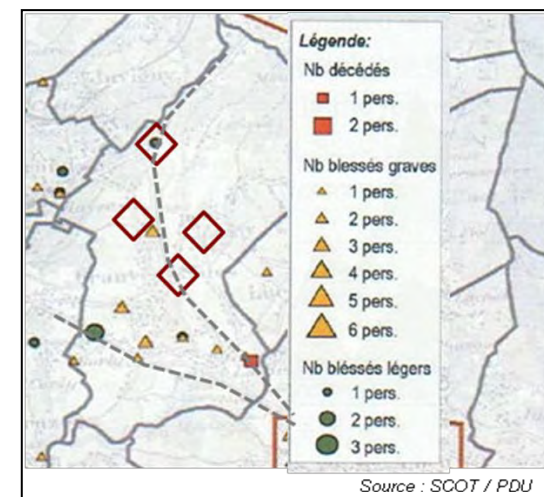 Légende:
Nb décédés
1 pers.
2 pers.
Nb blessés graves
1 pers.
2 pers.
3 pers.
4 pers.
5 pers.
6 pers.
Nb bléssés légers
1 pers.
2 pers.
3 pers.
Source : SCOT / PDU